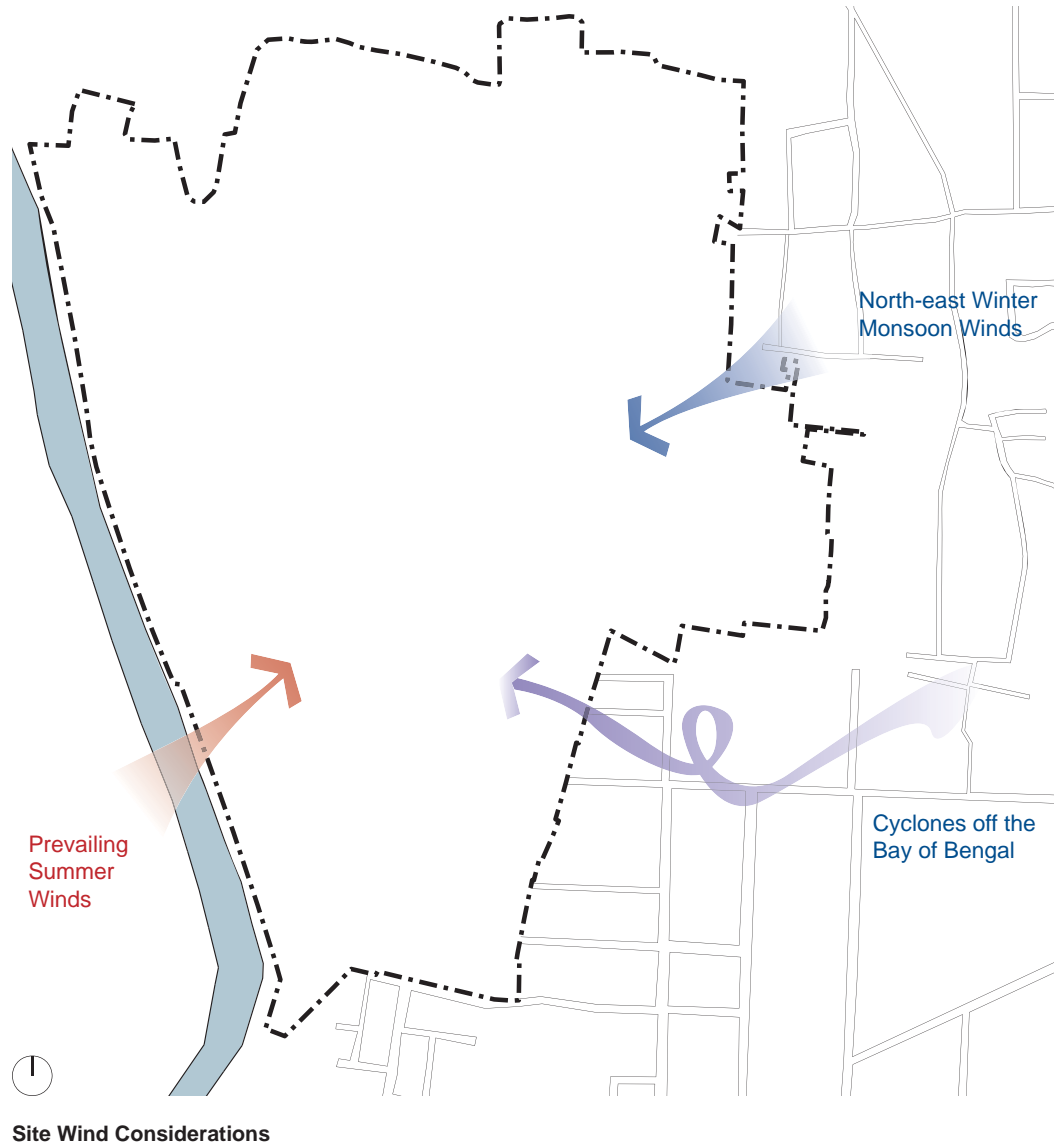 North-east Winter
Monsoon Winds
Prevailing
Summer
Winds
Cyclones off the
Bay of Bengal
Site Wind Considerations